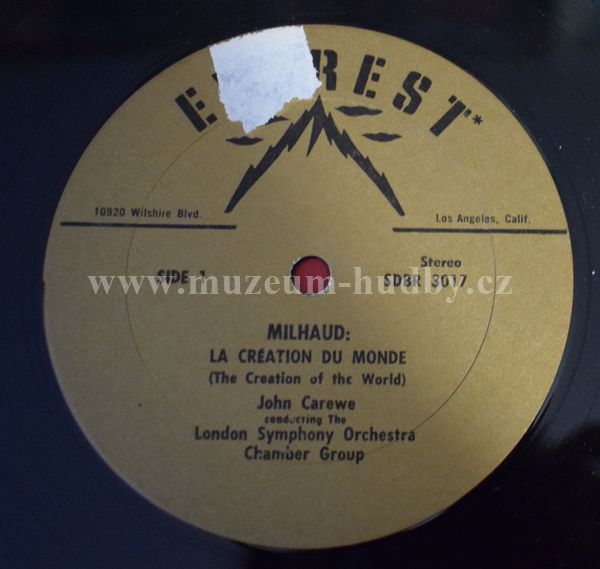 E REST*
10920 Wilshire Blvd.
Los Angeles, Calif.
SIDE 1
Stereo
SDBR 3017
www.muzeum-hudby.cz
MILHAUD:
LA CRÉATION DU MONDE
(The Creation of the World)
John Carewe
conducting The
London Symphony Orchestra
Chamber Group